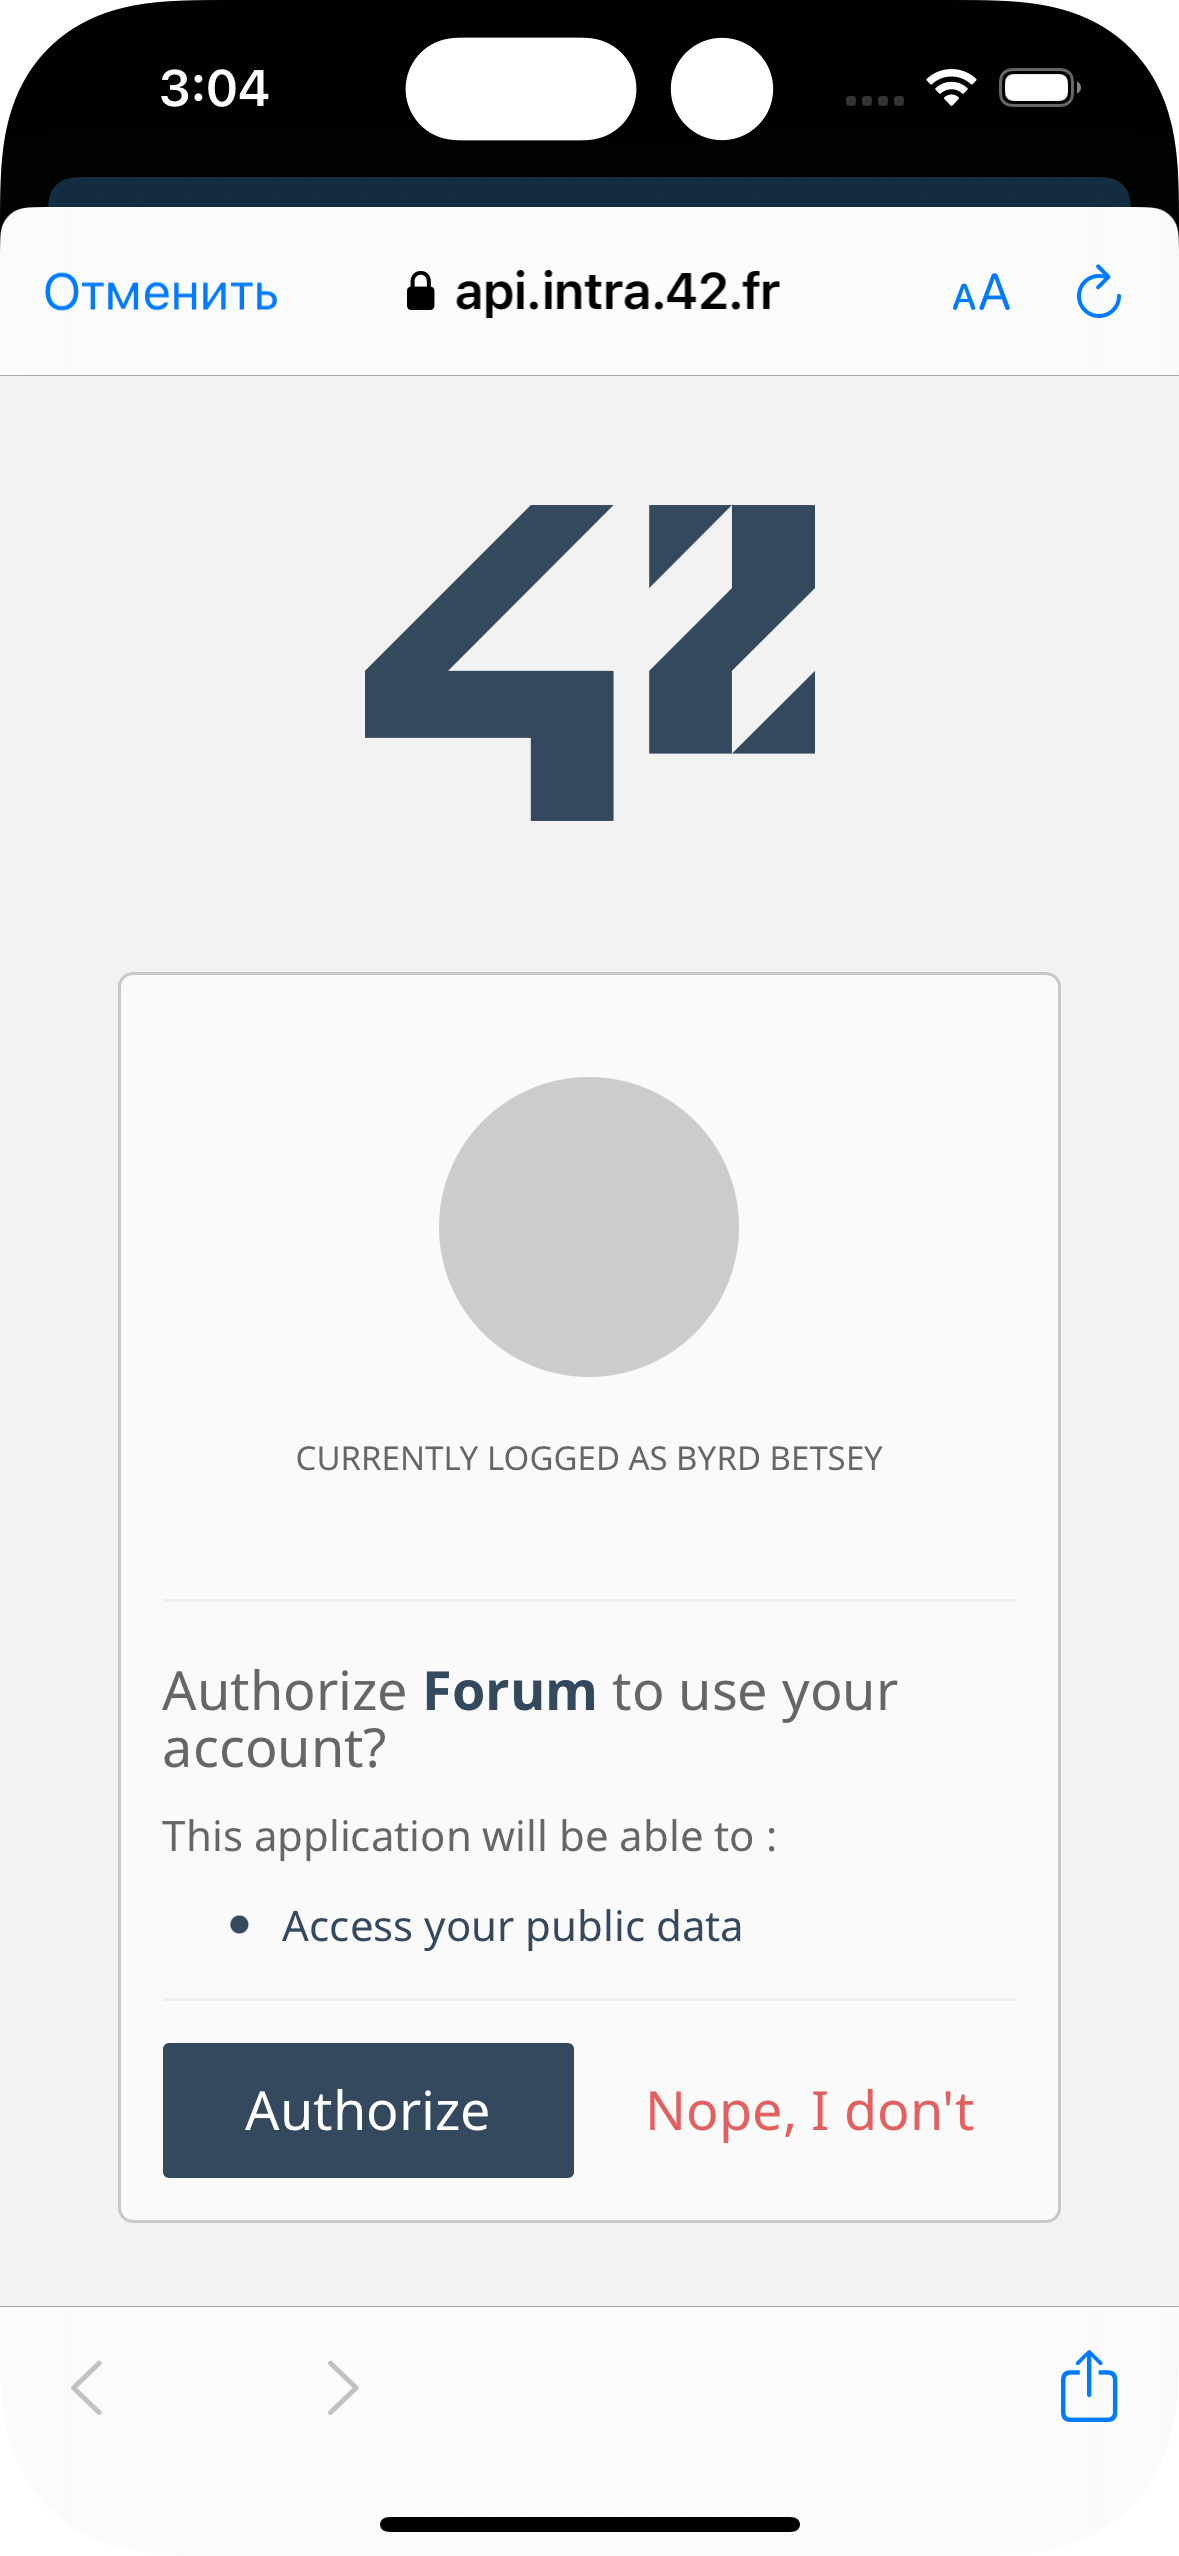 3:04
Отменить
api.intra.42.fr
AA
42
CURRENTLY LOGGED AS BYRD BETSEY
Authorize Forum to use your
account?
This application will be able to :
Access your public data
Authorize
Nope, I don't